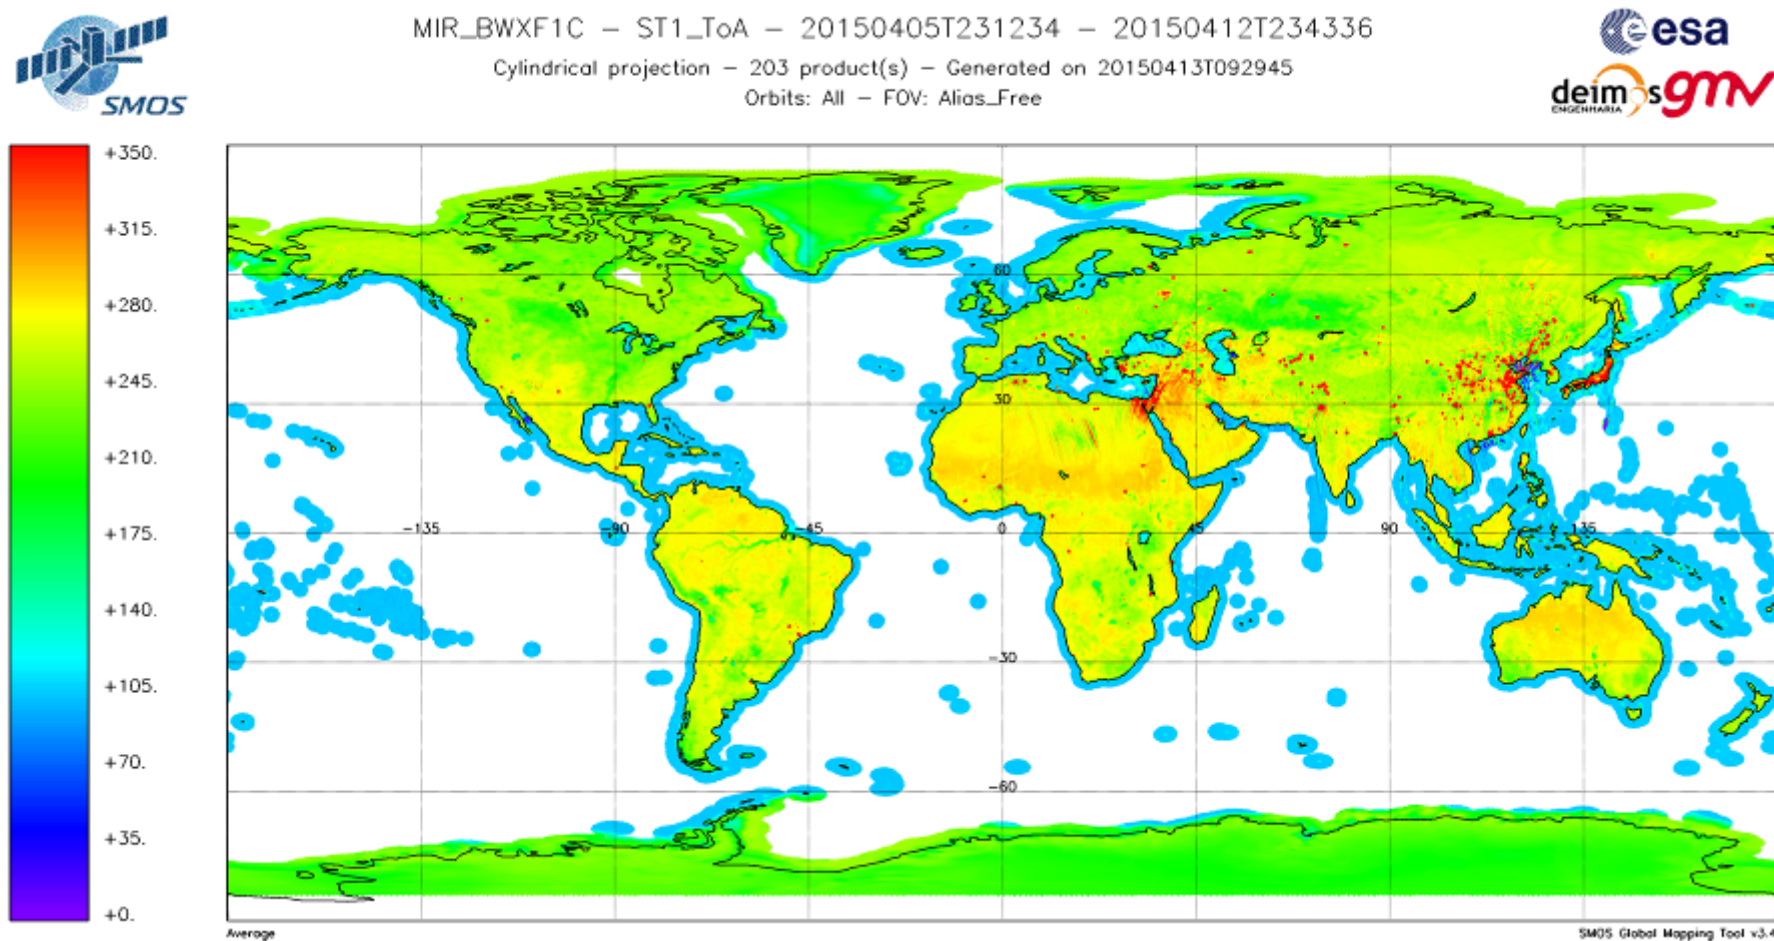 MIR_BWXF1C – ST1_ToA – 20150405T231234 – 20150412T234336
Cylindrical projection – 203 product(s) – Generated on 20150413T092945
Orbits: All – FOV: Alias_Free
SMOS
esa
deimos
ENGENHARIA
gmv
+350.
+315.
+280.
+245.
+210.
+175.
+140.
+105.
+70.
+35.
+0.
60
30
-135 -90 -45 0 45 90 135
-30
-60
Average
SMOS Global Mapping Tool v3.4